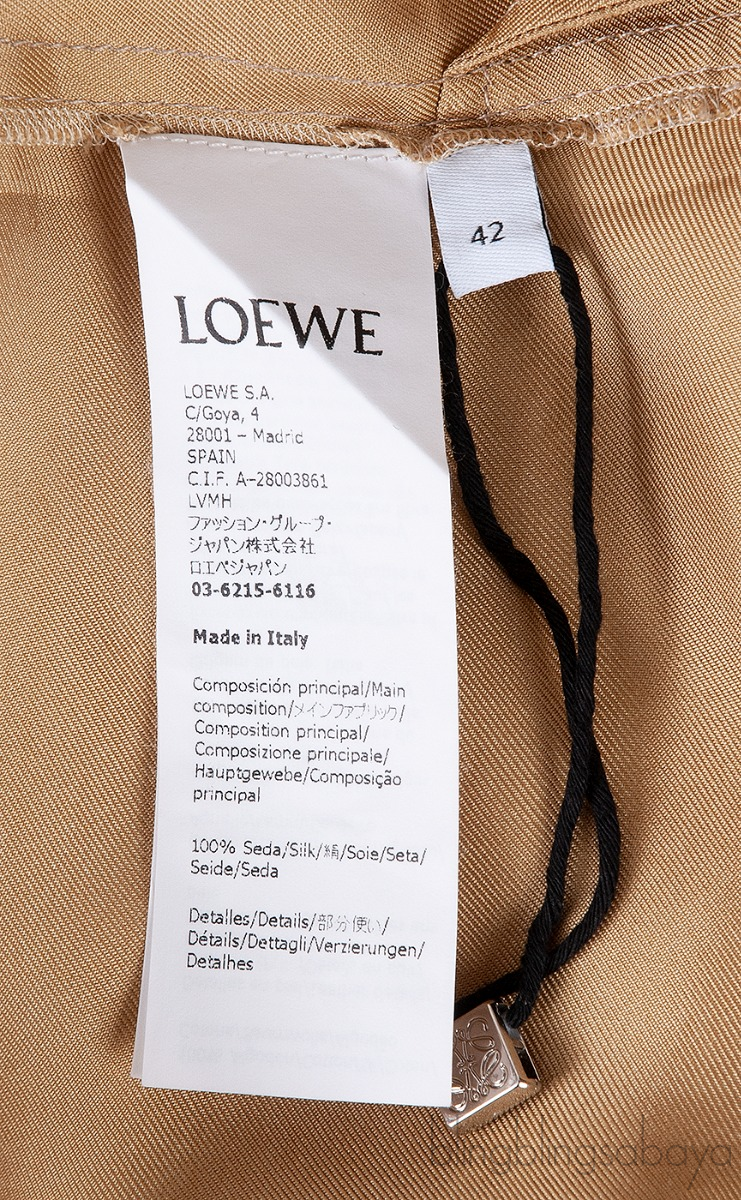 42
LOEWE
LOEWE S.A.
C/Goya, 4
28001 – Madrid
SPAIN
C.I.F. A-28003861
LVMH
ファッション・グループ・
ジャパン株式会社
ロエベジャパン
03-6215-6116
Made in Italy
Composición principal/Main
composition/メインファブリック/
Composition principal/
Composizione principale/
Hauptgewebe/Composição
principal
100% Seda/Silk/絹/Soie/Seta/
Seide/Seda
Detalles/Details/部分使い/
Détails/Dettagli/Verzierungen/
Detalhes
blingblingsabaya